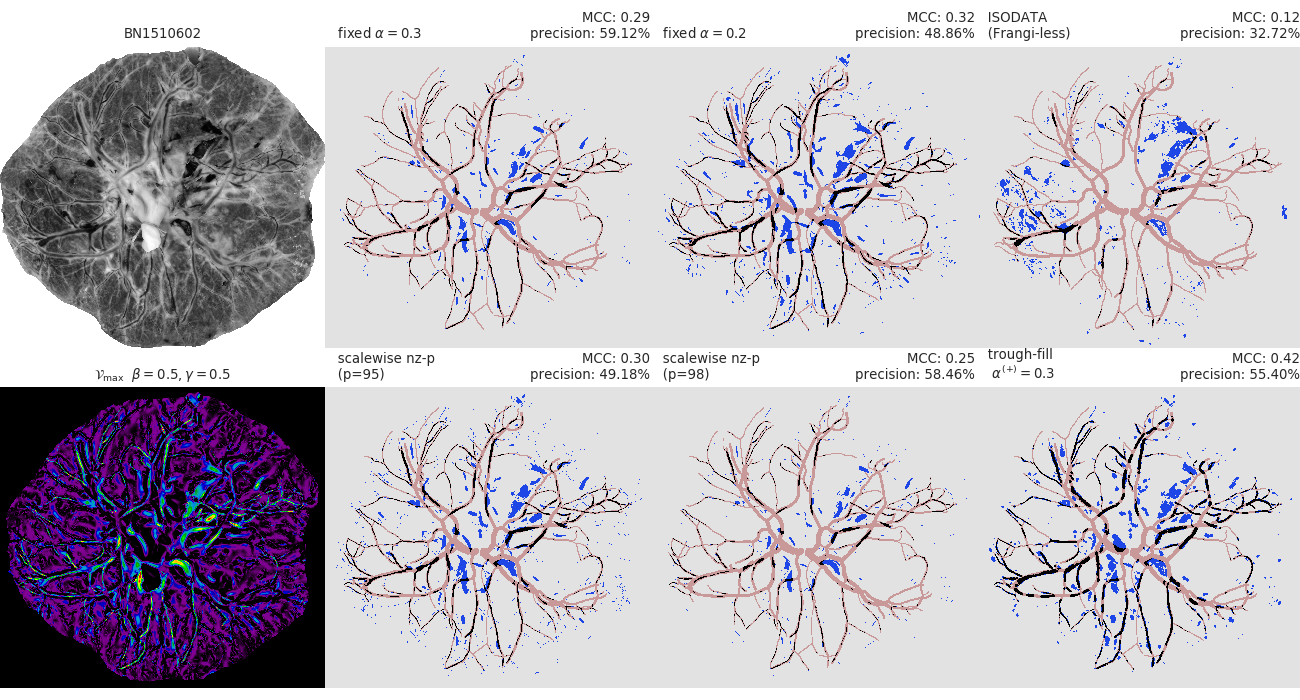 BN1510602
fixed α = 0.3
MCC: 0.29
precision: 59.12%
fixed α = 0.2
MCC: 0.32
precision: 48.86%
ISODATA
(Frangi-less)
MCC: 0.12
precision: 32.72%
𝒱max β = 0.5, γ = 0.5
scalewise nz-p
(p=95)
MCC: 0.30
precision: 49.18%
scalewise nz-p
(p=98)
MCC: 0.25
precision: 58.46%
trough-fill
α(+) = 0.3
MCC: 0.42
precision: 55.40%